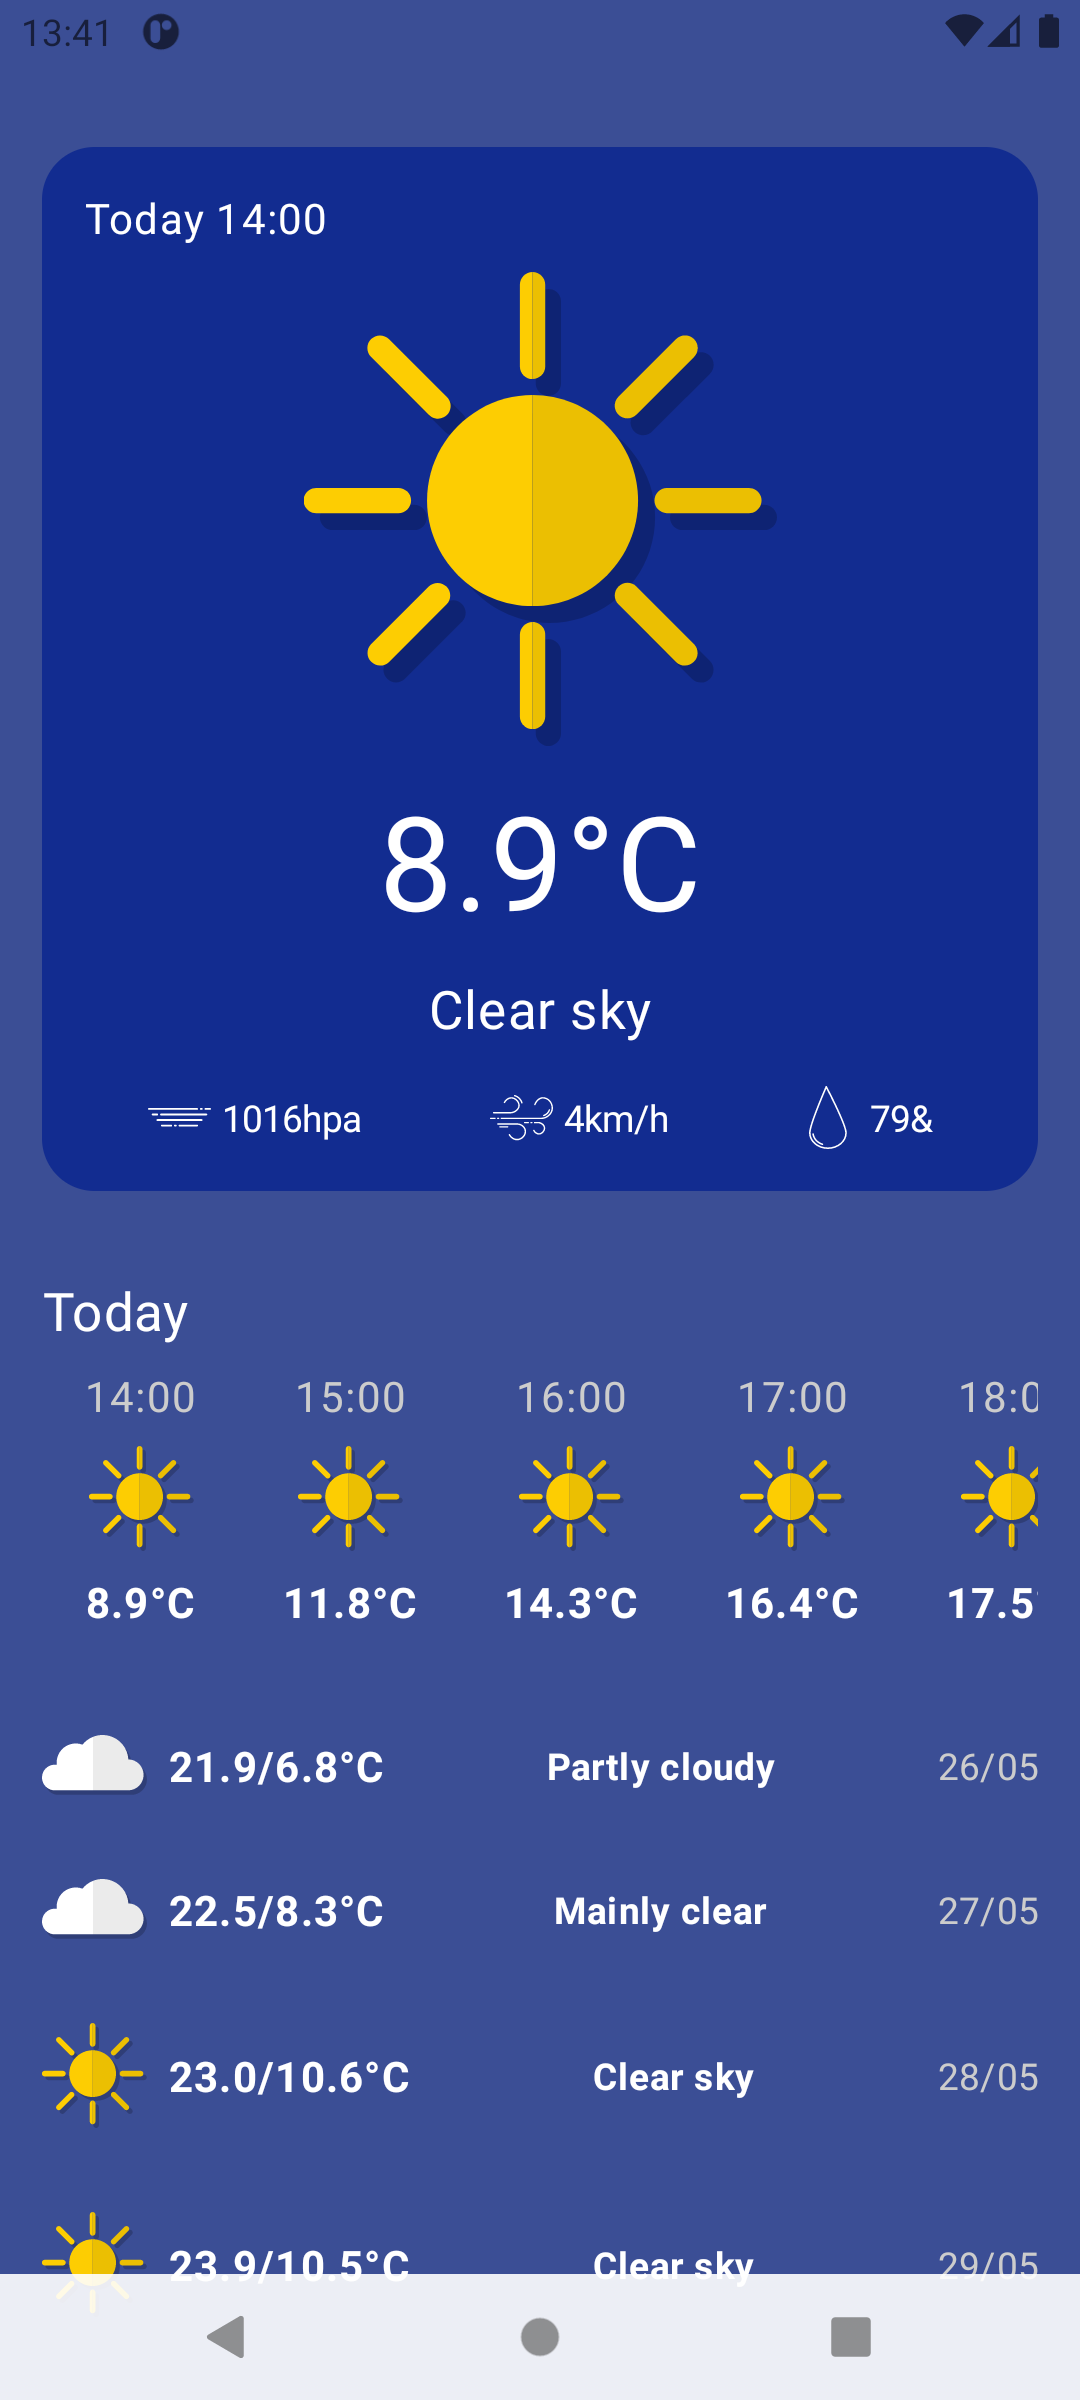 13:41
Today 14:00
8.9°C
Clear sky
1016hpa 4km/h 79&
Today
14:00 15:00 16:00 17:00 18:0
8.9°C 11.8°C 14.3°C 16.4°C 17.5°
21.9/6.8°C Partly cloudy 26/05
22.5/8.3°C Mainly clear 27/05
23.0/10.6°C Clear sky 28/05
23.9/10.5°C Clear sky 29/05